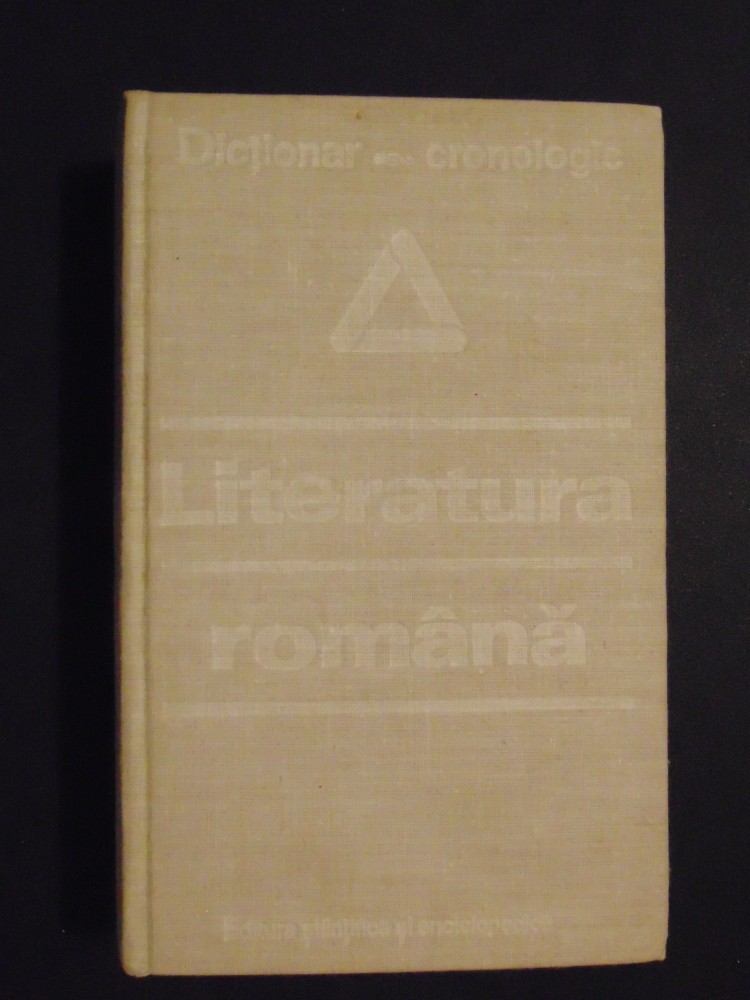 Dicționar cronologic
Literatura
română
Editura științifică și enciclopedică